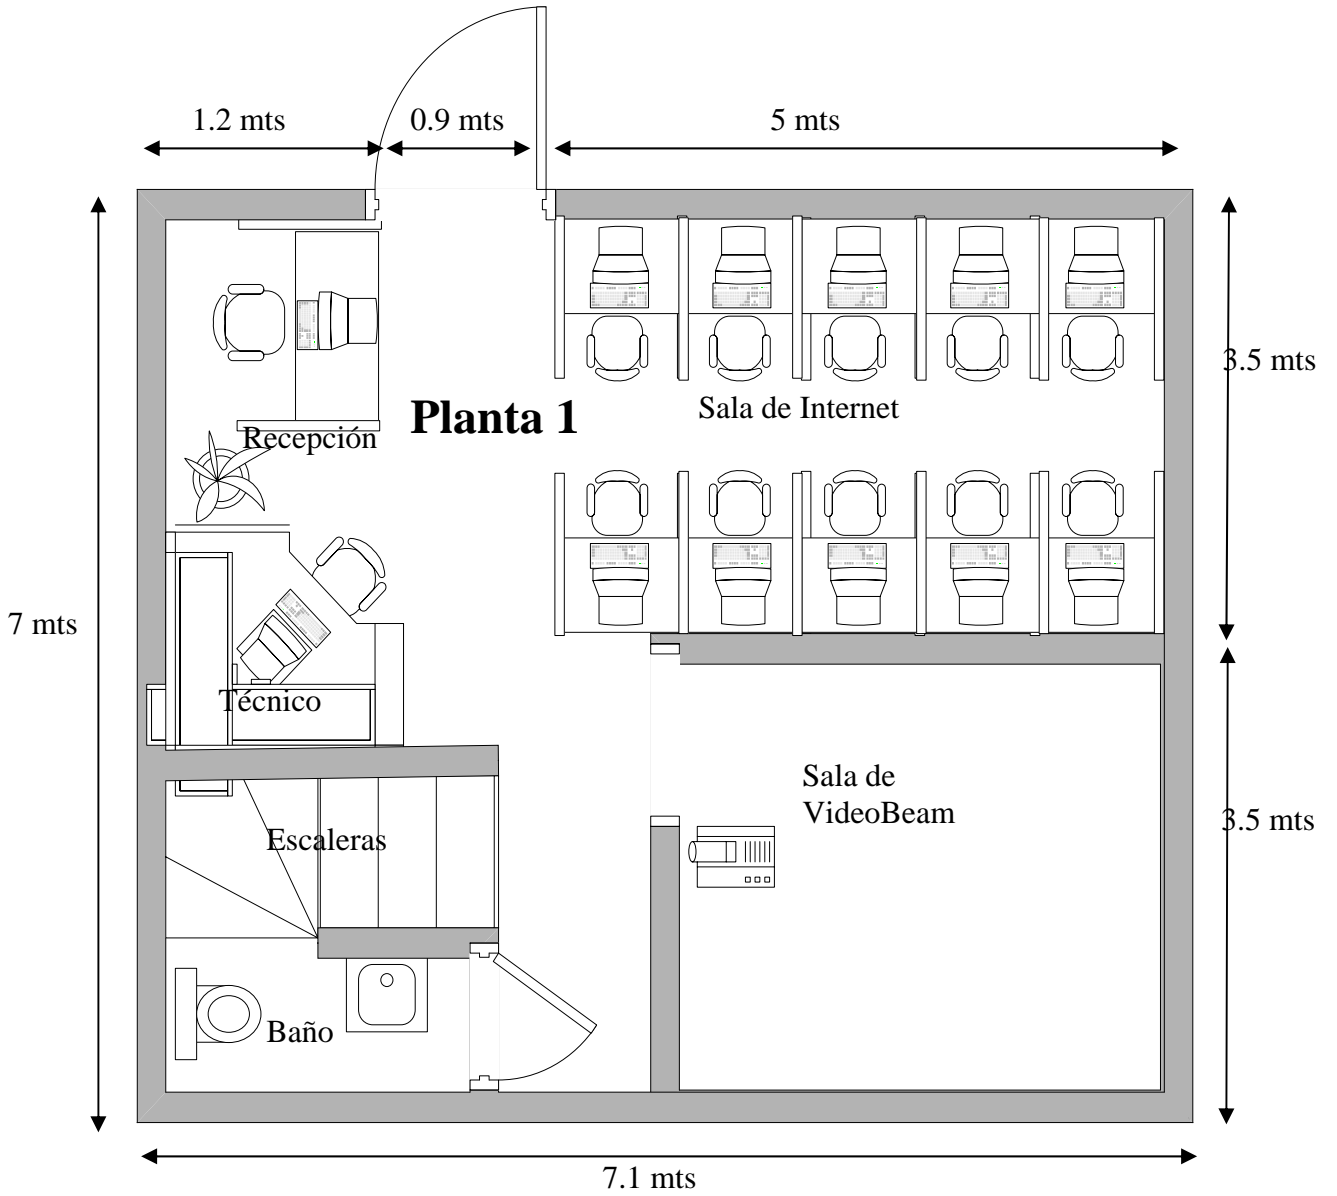 1.2 mts
0.9 mts
5 mts
3.5 mts
Planta 1
Sala de Internet
Recepción
7 mts
Técnico
Sala de
VideoBeam
3.5 mts
Escaleras
Baño
7.1 mts